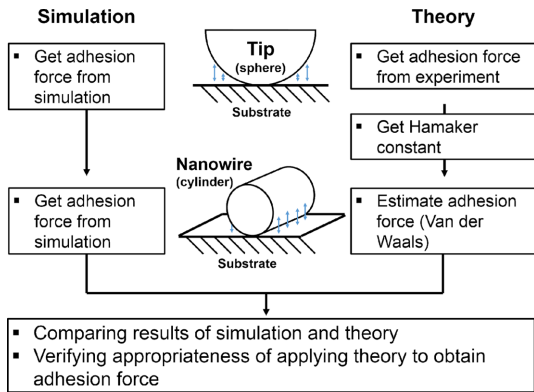 Simulation
▪ Get adhesion
force from
simulation
▪ Get adhesion
force from
simulation
Tip
(sphere)
Substrate
Nanowire
(cylinder)
Substrate
Theory
▪ Get adhesion force
from experiment
▪ Get Hamaker
constant
▪ Estimate adhesion
force (Van der
Waals)
▪ Comparing results of simulation and theory
▪ Verifying appropriateness of applying theory to obtain
adhesion force